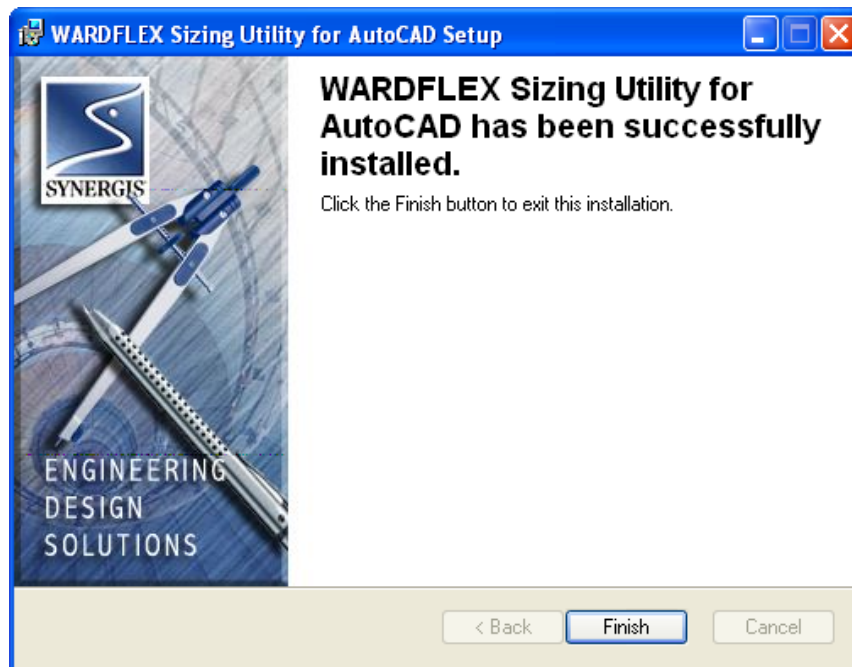 WARDFLEX Sizing Utility for AutoCAD Setup
WARDFLEX Sizing Utility for
AutoCAD has been successfully
installed.
Click the Finish button to exit this installation.
SYNERGIS
ENGINEERING
DESIGN
SOLUTIONS
< Back
Finish
Cancel